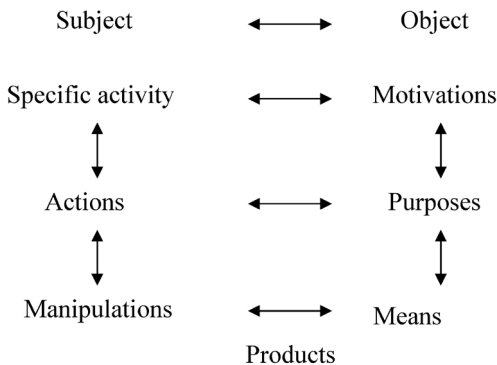 Subject Object
Specific activity Motivations
Actions Purposes
Manipulations Means
Products